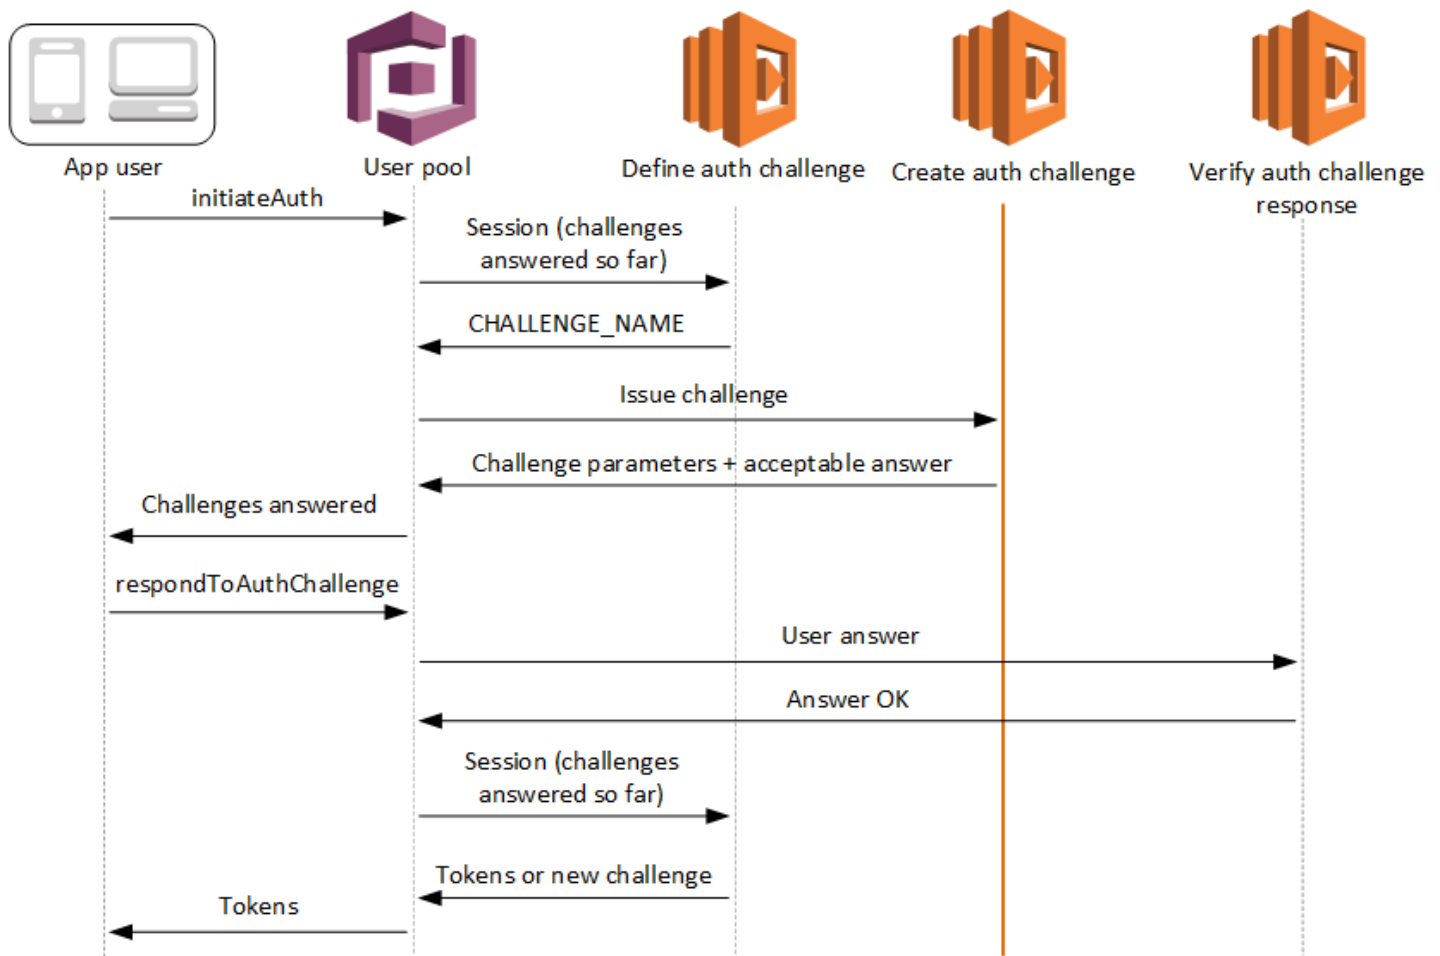 App user
User pool
Define auth challenge
Create auth challenge
Verify auth challenge
response
initiateAuth
Session (challenges
answered so far)
CHALLENGE_NAME
Issue challenge
Challenge parameters + acceptable answer
Challenges answered
respondToAuthChallenge
User answer
Answer OK
Session (challenges
answered so far)
Tokens or new challenge
Tokens